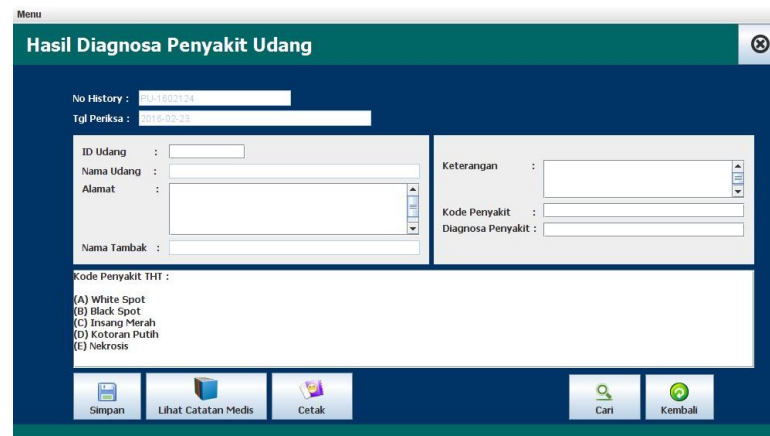 Menu
Hasil Diagnosa Penyakit Udang
No History : PU-1602124
Tgl Periksa : 2016-02-23
ID Udang :
Nama Udang :
Alamat :
Nama Tambak :
Keterangan :
Kode Penyakit :
Diagnosa Penyakit :
Kode Penyakit THT :
(A) White Spot
(B) Black Spot
(C) Insang Merah
(D) Kotoran Putih
(E) Nekrosis
Simpan
Lihat Catatan Medis
Cetak
Cari
Kembali